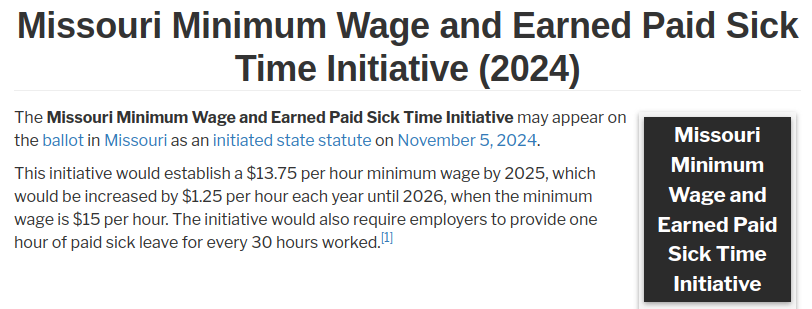 Missouri Minimum Wage and Earned Paid Sick
Time Initiative (2024)
The Missouri Minimum Wage and Earned Paid Sick Time Initiative may appear on
the ballot in Missouri as an initiated state statute on November 5, 2024.
This initiative would establish a $13.75 per hour minimum wage by 2025, which
would be increased by $1.25 per hour each year until 2026, when the minimum
wage is $15 per hour. The initiative would also require employers to provide one
hour of paid sick leave for every 30 hours worked.[1]
Missouri
Minimum
Wage and
Earned Paid
Sick Time
Initiative